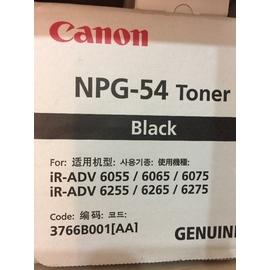 Canon
NPG-54 Toner
Black
For: 适用机型: 사용기종: 使用機種:
iR-ADV 6055 / 6065 / 6075
iR-ADV 6255 / 6265 / 6275
Code: 编码: 코드:
3766B001[AA]
GENUINE